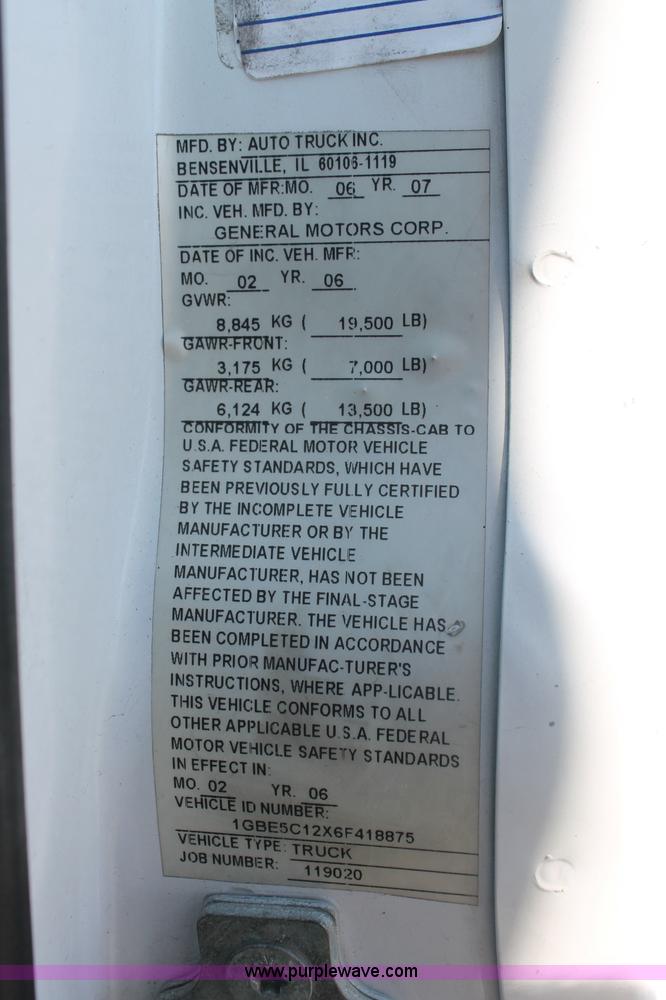 MFD. BY: AUTO TRUCK INC.
BENSENVILLE, IL 60106-1119
DATE OF MFR:MO. 06 YR. 07
INC. VEH. MFD. BY:
GENERAL MOTORS CORP.
DATE OF INC. VEH. MFR:
MO. 02 YR. 06
GVWR:
8,845 KG ( 19,500 LB)
GAWR-FRONT:
3,175 KG ( 7,000 LB)
GAWR-REAR:
6,124 KG ( 13,500 LB)
CONFORMITY OF THE CHASSIS-CAB TO
U.S.A. FEDERAL MOTOR VEHICLE
SAFETY STANDARDS, WHICH HAVE
BEEN PREVIOUSLY FULLY CERTIFIED
BY THE INCOMPLETE VEHICLE
MANUFACTURER OR BY THE
INTERMEDIATE VEHICLE
MANUFACTURER, HAS NOT BEEN
AFFECTED BY THE FINAL-STAGE
MANUFACTURER. THE VEHICLE HAS
BEEN COMPLETED IN ACCORDANCE
WITH PRIOR MANUFAC-TURER'S
INSTRUCTIONS, WHERE APP-LICABLE.
THIS VEHICLE CONFORMS TO ALL
OTHER APPLICABLE U.S.A. FEDERAL
MOTOR VEHICLE SAFETY STANDARDS
IN EFFECT IN:
MO. 02 YR. 06
VEHICLE ID NUMBER:
1GBE5C12X6F418875
VEHICLE TYPE: TRUCK
JOB NUMBER: 119020
www.purplewave.com